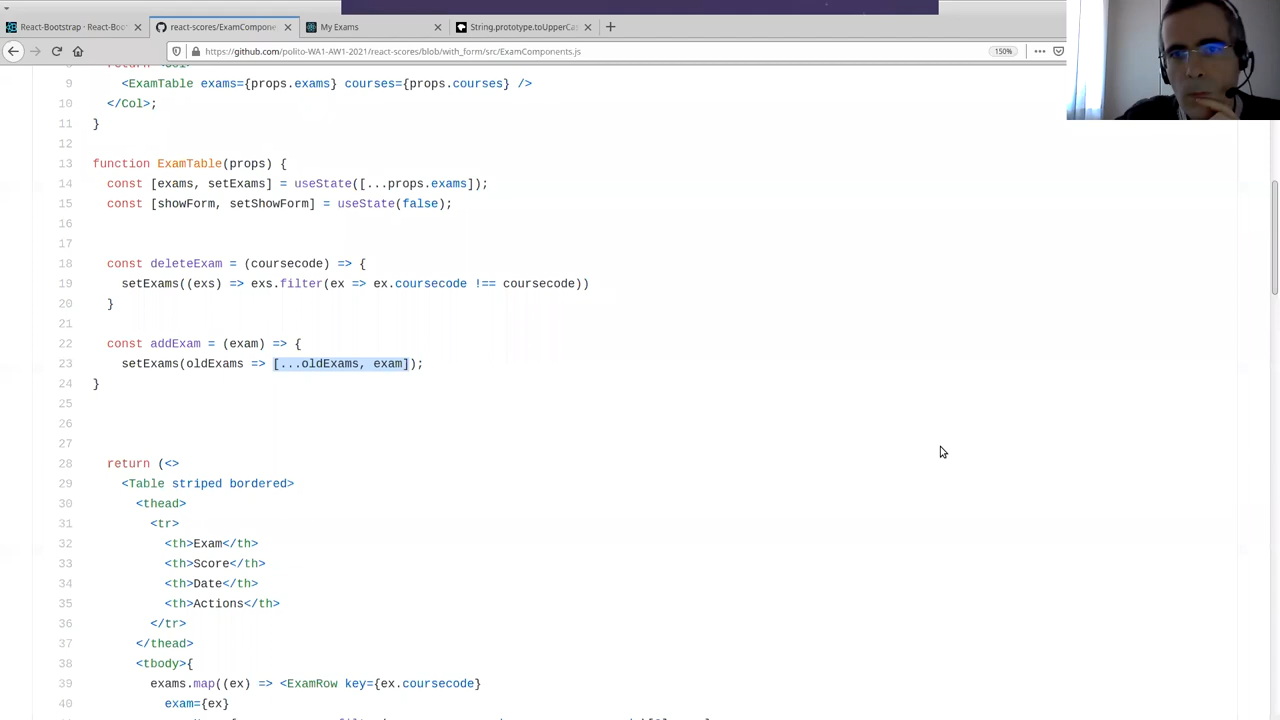 React-Bootstrap · React-Boo
react-scores/ExamCompone
My Exams
String.prototype.toUpperCa
https://github.com/polito-WA1-AW1-2021/react-scores/blob/with_form/src/ExamComponents.js
150%
9 <ExamTable exams={props.exams} courses={props.courses} />
10 </Col>;
11 }
12
13 function ExamTable(props) {
14 const [exams, setExams] = useState([...props.exams]);
15 const [showForm, setShowForm] = useState(false);
16
17
18 const deleteExam = (coursecode) => {
19 setExams((exs) => exs.filter(ex => ex.coursecode !== coursecode))
20 }
21
22 const addExam = (exam) => {
23 setExams(oldExams => [...oldExams, exam]);
24 }
25
26
27
28 return (<>
29 <Table striped bordered>
30 <thead>
31 <tr>
32 <th>Exam</th>
33 <th>Score</th>
34 <th>Date</th>
35 <th>Actions</th>
36 </tr>
37 </thead>
38 <tbody>{
39 exams.map((ex) => <ExamRow key={ex.coursecode}
40 exam={ex}